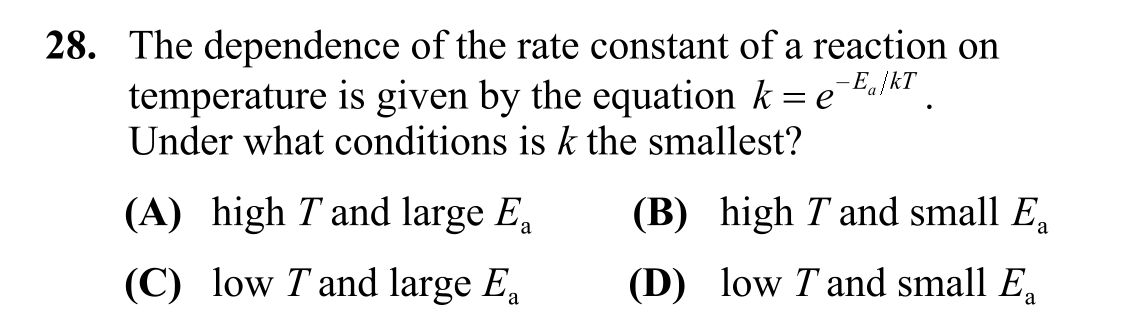 28. The dependence of the rate constant of a reaction on
temperature is given by the equation k = e^{-E_a/kT}.
Under what conditions is k the smallest?
(A) high T and large Eₐ (B) high T and small Eₐ
(C) low T and large Eₐ (D) low T and small Eₐ